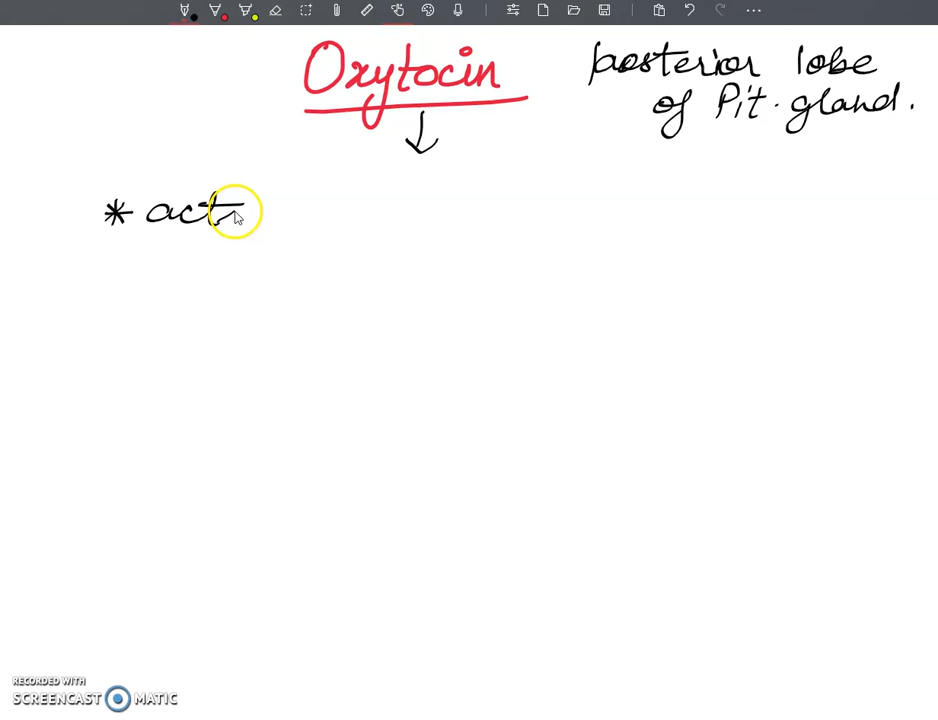 Oxytocin posterior lobe
of Pit. gland.
* act
RECORDED WITH
SCREENCAST MATIC